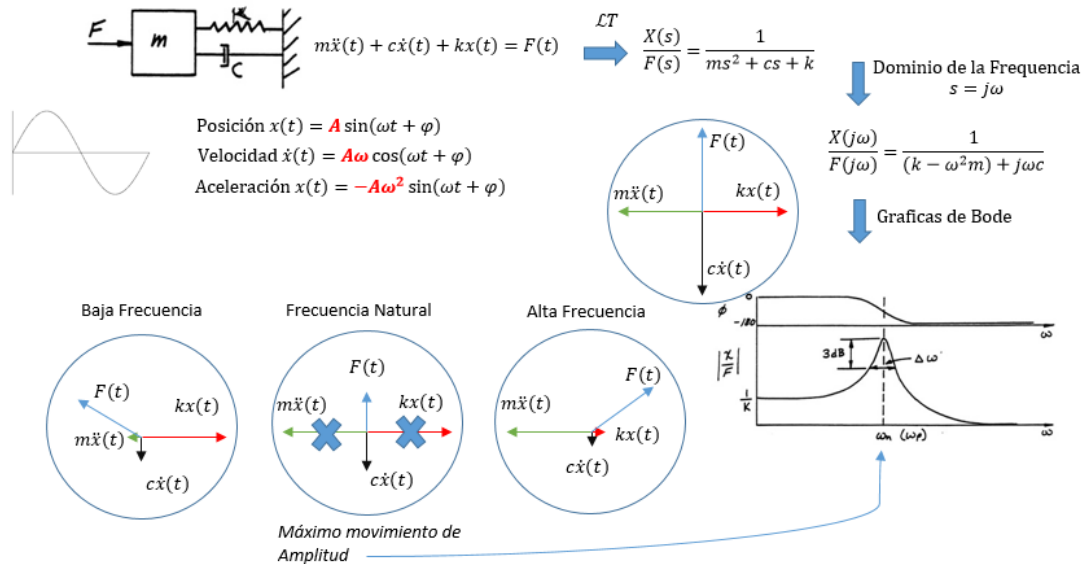 F
m
K
C
mẍ(t) + cẋ(t) + kx(t) = F(t)
ℒT
X(s)/F(s) = 1/(ms² + cs + k)
Dominio de la Frequencia
s = jω
X(jω)/F(jω) = 1/((k − ω²m) + jωc)
Graficas de Bode
Posición x(t) = A sin(ωt + φ)
Velocidad ẋ(t) = Aω cos(ωt + φ)
Aceleración x(t) = −Aω² sin(ωt + φ)
F(t)
mẍ(t)
kx(t)
cẋ(t)
Baja Frecuencia
F(t)
kx(t)
mẍ(t)
cẋ(t)
Frecuencia Natural
F(t)
mẍ(t)
kx(t)
cẋ(t)
Alta Frecuencia
F(t)
mẍ(t)
kx(t)
cẋ(t)
Máximo movimiento de
Amplitud
0
ϕ
-180
ω
3dB
Δω
|X/F|
1/K
ωn (ωp)
ω